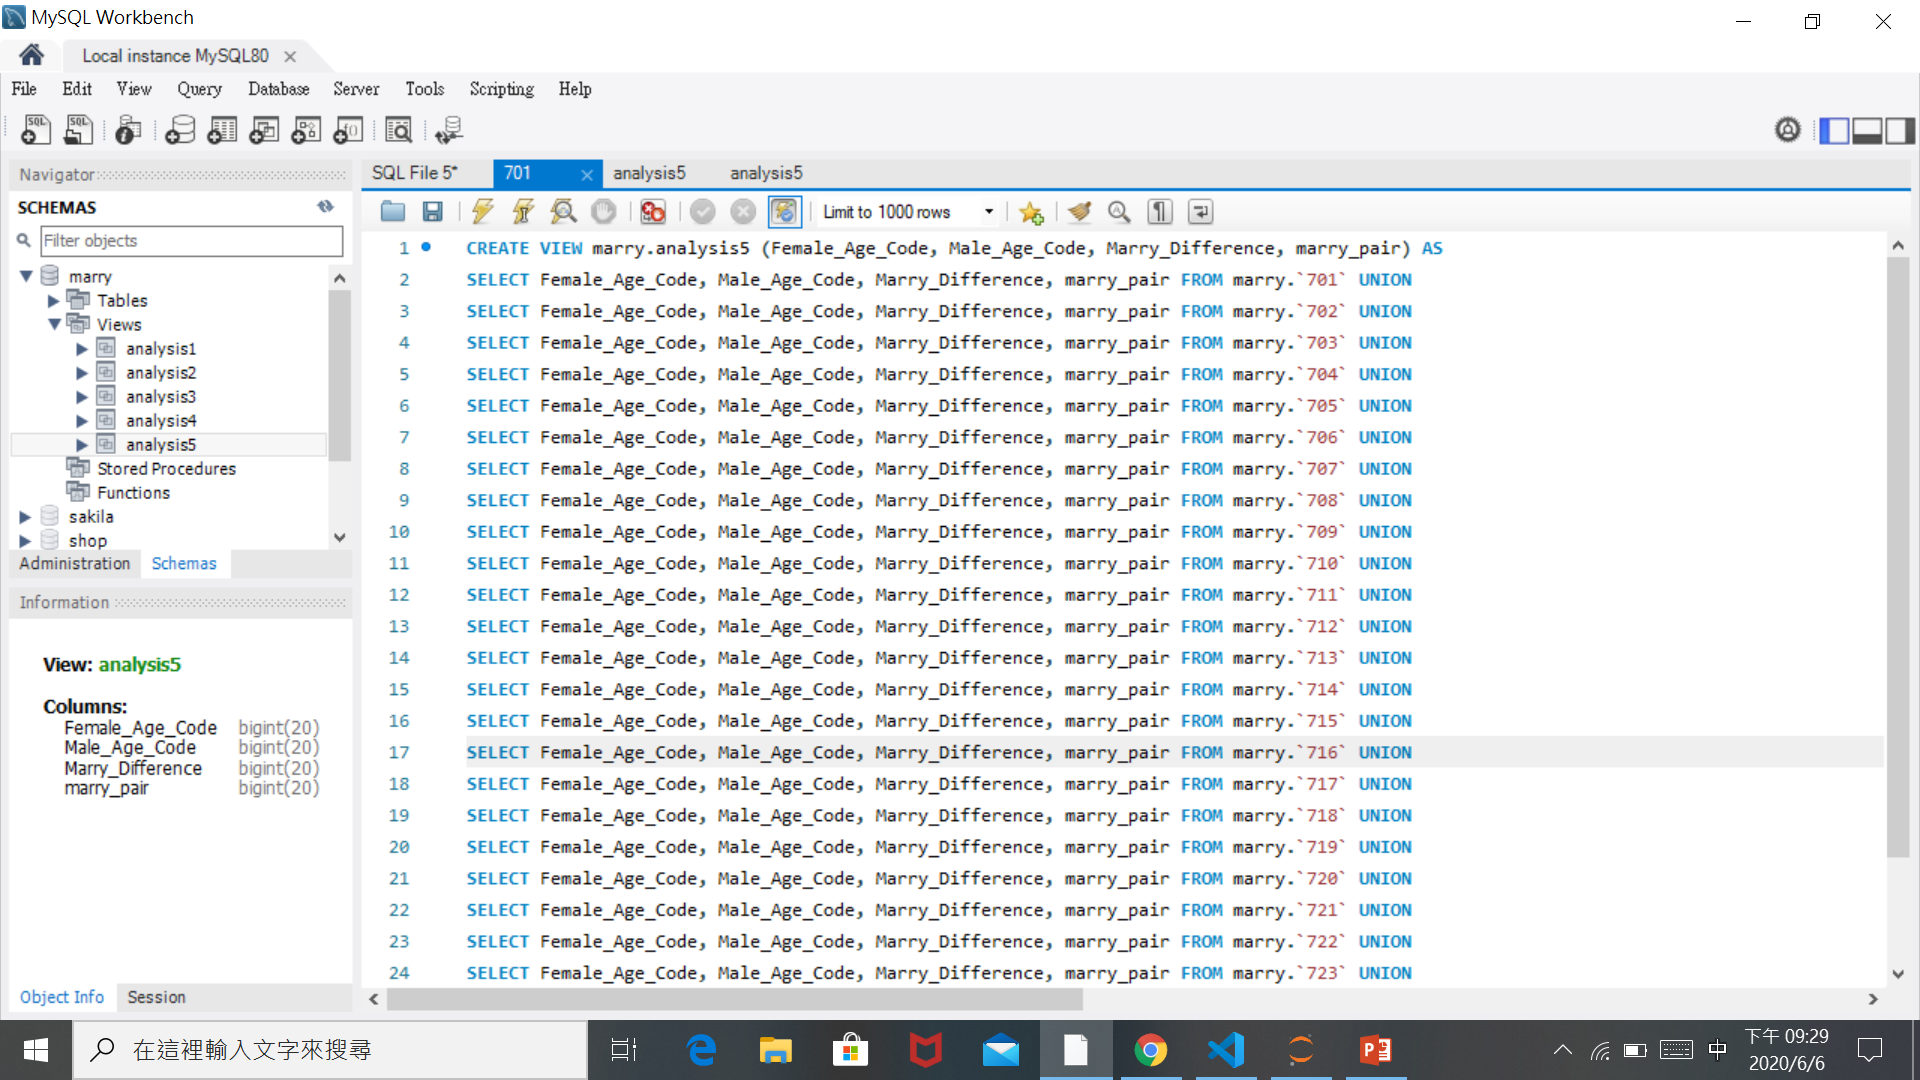 MySQL Workbench
Local instance MySQL80
File Edit View Query Database Server Tools Scripting Help
Navigator
SCHEMAS
Filter objects
marry
Tables
Views
analysis1
analysis2
analysis3
analysis4
analysis5
Stored Procedures
Functions
sakila
shop
Administration Schemas
Information
View: analysis5
Columns:
Female_Age_Code bigint(20)
Male_Age_Code bigint(20)
Marry_Difference bigint(20)
marry_pair bigint(20)
Object Info Session
SQL File 5* 701 analysis5 analysis5
Limit to 1000 rows
1 CREATE VIEW marry.analysis5 (Female_Age_Code, Male_Age_Code, Marry_Difference, marry_pair) AS
2 SELECT Female_Age_Code, Male_Age_Code, Marry_Difference, marry_pair FROM marry.`701` UNION
3 SELECT Female_Age_Code, Male_Age_Code, Marry_Difference, marry_pair FROM marry.`702` UNION
4 SELECT Female_Age_Code, Male_Age_Code, Marry_Difference, marry_pair FROM marry.`703` UNION
5 SELECT Female_Age_Code, Male_Age_Code, Marry_Difference, marry_pair FROM marry.`704` UNION
6 SELECT Female_Age_Code, Male_Age_Code, Marry_Difference, marry_pair FROM marry.`705` UNION
7 SELECT Female_Age_Code, Male_Age_Code, Marry_Difference, marry_pair FROM marry.`706` UNION
8 SELECT Female_Age_Code, Male_Age_Code, Marry_Difference, marry_pair FROM marry.`707` UNION
9 SELECT Female_Age_Code, Male_Age_Code, Marry_Difference, marry_pair FROM marry.`708` UNION
10 SELECT Female_Age_Code, Male_Age_Code, Marry_Difference, marry_pair FROM marry.`709` UNION
11 SELECT Female_Age_Code, Male_Age_Code, Marry_Difference, marry_pair FROM marry.`710` UNION
12 SELECT Female_Age_Code, Male_Age_Code, Marry_Difference, marry_pair FROM marry.`711` UNION
13 SELECT Female_Age_Code, Male_Age_Code, Marry_Difference, marry_pair FROM marry.`712` UNION
14 SELECT Female_Age_Code, Male_Age_Code, Marry_Difference, marry_pair FROM marry.`713` UNION
15 SELECT Female_Age_Code, Male_Age_Code, Marry_Difference, marry_pair FROM marry.`714` UNION
16 SELECT Female_Age_Code, Male_Age_Code, Marry_Difference, marry_pair FROM marry.`715` UNION
17 SELECT Female_Age_Code, Male_Age_Code, Marry_Difference, marry_pair FROM marry.`716` UNION
18 SELECT Female_Age_Code, Male_Age_Code, Marry_Difference, marry_pair FROM marry.`717` UNION
19 SELECT Female_Age_Code, Male_Age_Code, Marry_Difference, marry_pair FROM marry.`718` UNION
20 SELECT Female_Age_Code, Male_Age_Code, Marry_Difference, marry_pair FROM marry.`719` UNION
21 SELECT Female_Age_Code, Male_Age_Code, Marry_Difference, marry_pair FROM marry.`720` UNION
22 SELECT Female_Age_Code, Male_Age_Code, Marry_Difference, marry_pair FROM marry.`721` UNION
23 SELECT Female_Age_Code, Male_Age_Code, Marry_Difference, marry_pair FROM marry.`722` UNION
24 SELECT Female_Age_Code, Male_Age_Code, Marry_Difference, marry_pair FROM marry.`723` UNION
在這裡輸入文字來搜尋
中
下午 09:29
2020/6/6